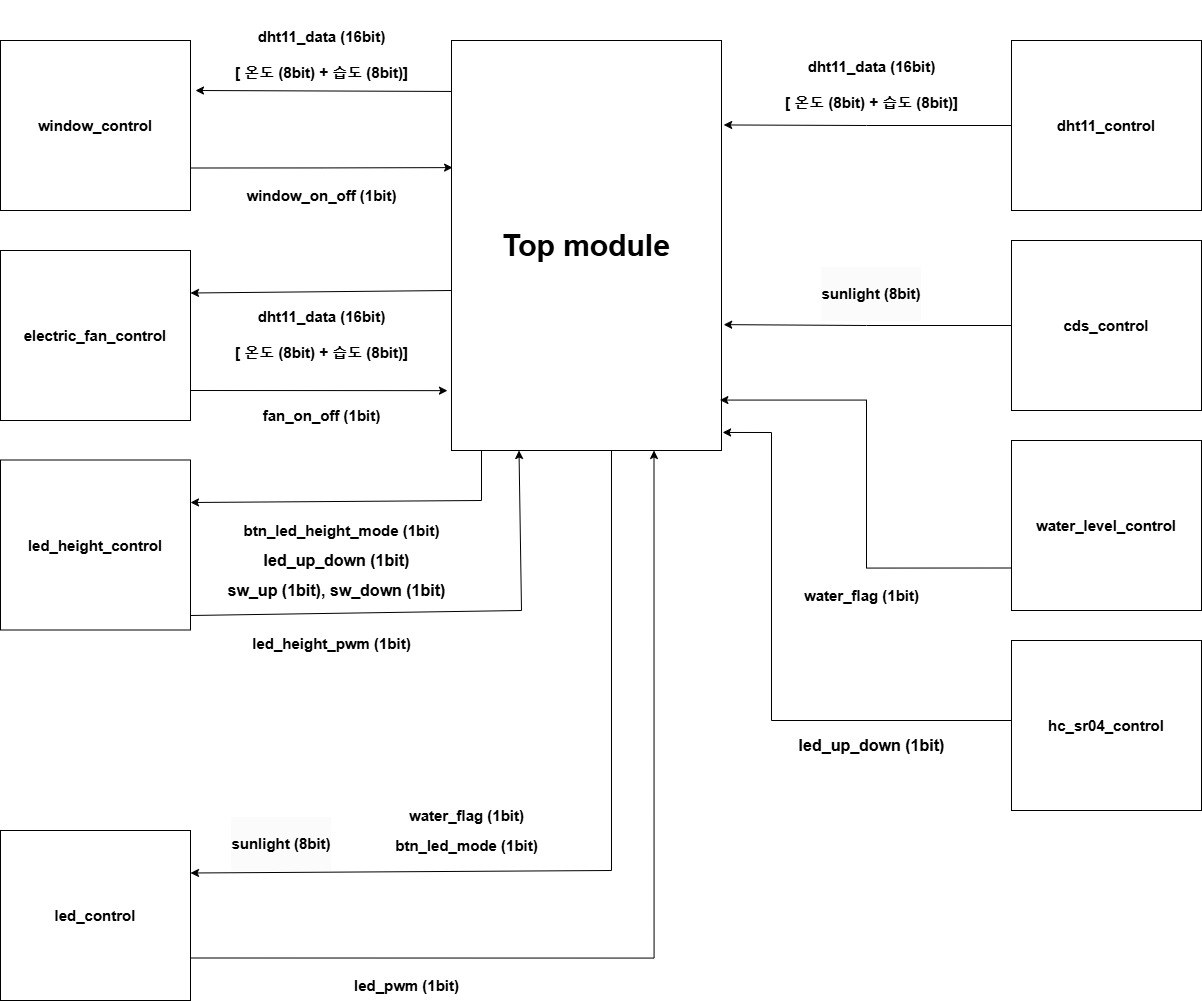 dht11_data (16bit)
[ 온도 (8bit) + 습도 (8bit)]
window_control
window_on_off (1bit)
dht11_data (16bit)
[ 온도 (8bit) + 습도 (8bit)]
dht11_control
Top module
electric_fan_control
dht11_data (16bit)
[ 온도 (8bit) + 습도 (8bit)]
fan_on_off (1bit)
sunlight (8bit)
cds_control
led_height_control
btn_led_height_mode (1bit)
led_up_down (1bit)
sw_up (1bit), sw_down (1bit)
led_height_pwm (1bit)
water_level_control
water_flag (1bit)
hc_sr04_control
led_up_down (1bit)
water_flag (1bit)
sunlight (8bit)
btn_led_mode (1bit)
led_control
led_pwm (1bit)